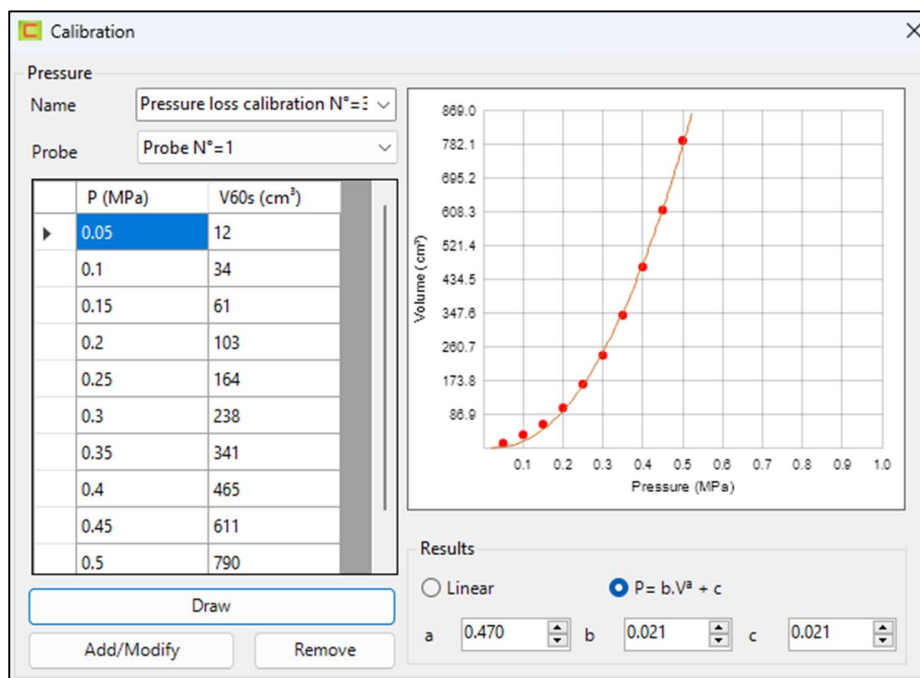 Calibration
Pressure
Name Pressure loss calibration N°=3
Probe Probe N°=1
P (MPa) V60s (cm³)
0.05 12
0.1 34
0.15 61
0.2 103
0.25 164
0.3 238
0.35 341
0.4 465
0.45 611
0.5 790
Draw
Add/Modify Remove
869.0
782.1
695.2
608.3
521.4
434.5
347.6
260.7
173.8
86.9
Volume (cm³)
0.1 0.2 0.3 0.4 0.5 0.6 0.7 0.8 0.9 1.0
Pressure (MPa)
Results
Linear P= b.Vᵃ + c
a 0.470 b 0.021 c 0.021